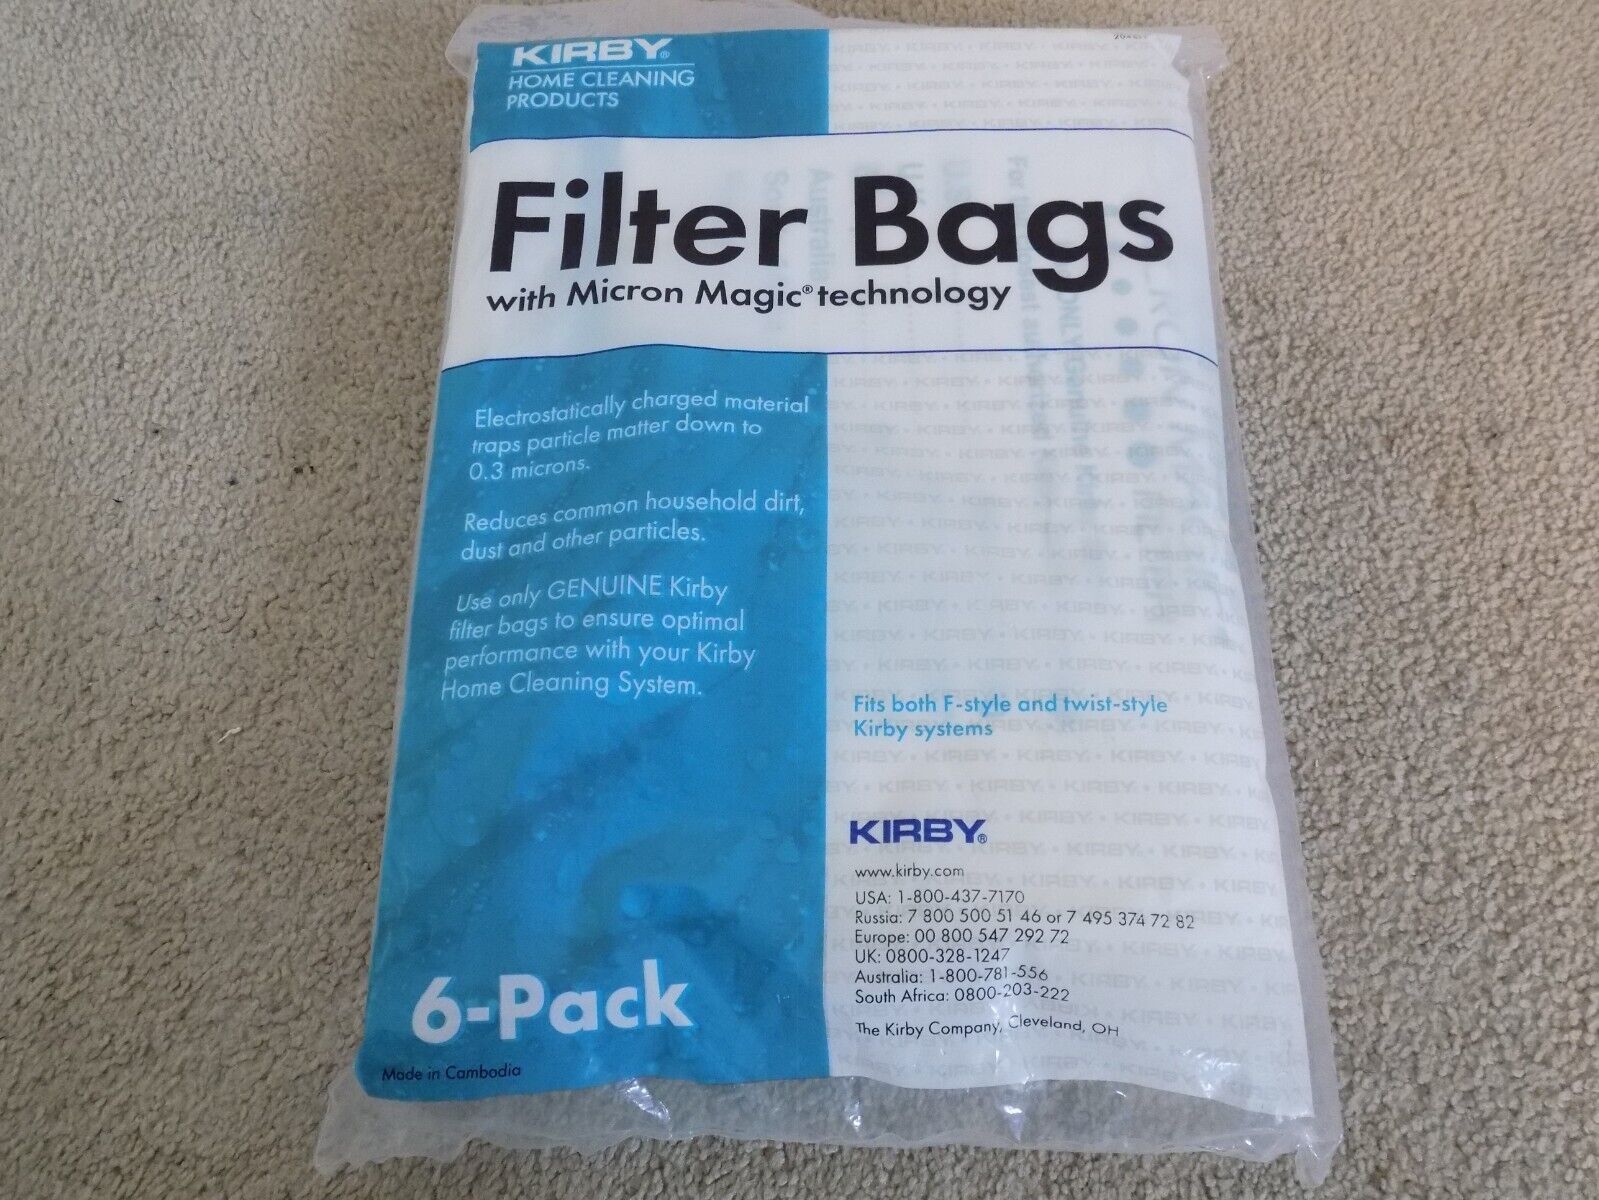 KIRBY®
HOME CLEANING
PRODUCTS
Filter Bags
with Micron Magic® technology
Electrostatically charged material
traps particle matter down to
0.3 microns.
Reduces common household dirt,
dust and other particles.
Use only GENUINE Kirby
filter bags to ensure optimal
performance with your Kirby
Home Cleaning System.
6-Pack
Made in Cambodia
Fits both F-style and twist-style
Kirby systems
KIRBY®
www.kirby.com
USA: 1-800-437-7170
Russia: 7 800 500 51 46 or 7 495 374 72 82
Europe: 00 800 547 292 72
UK: 0800-328-1247
Australia: 1-800-781-556
South Africa: 0800-203-222
The Kirby Company, Cleveland, OH